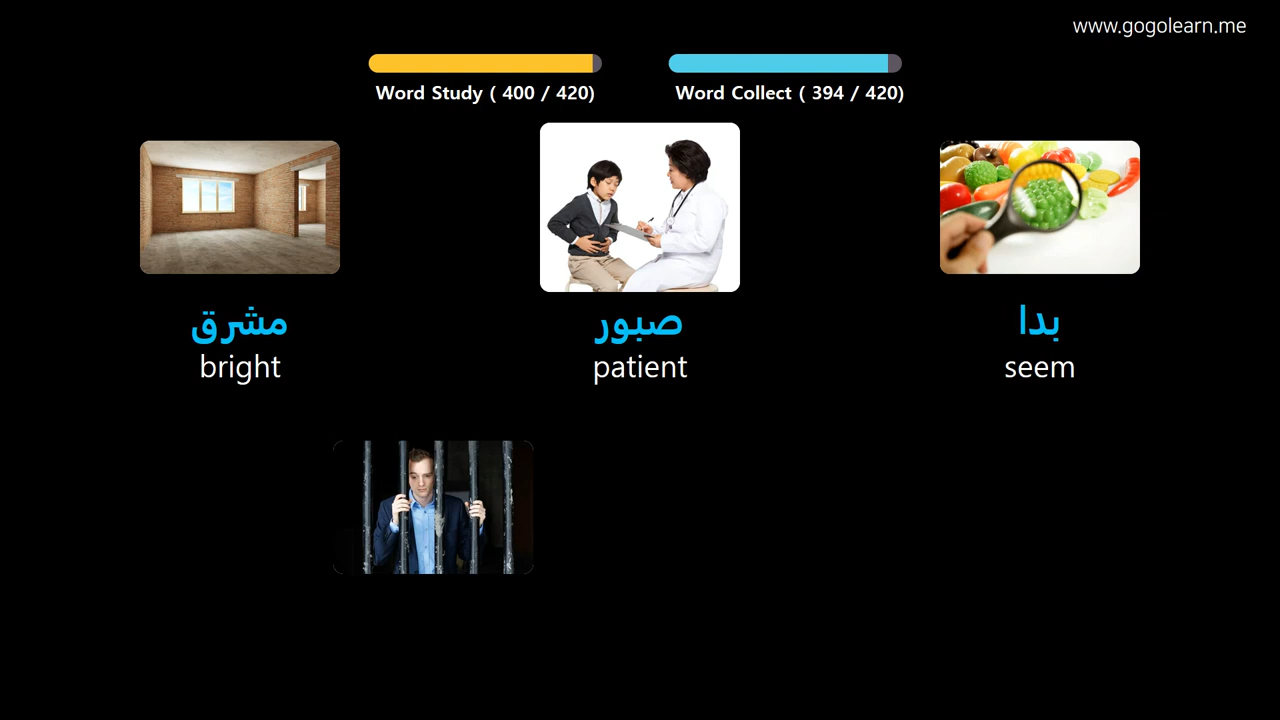 www.gogolearn.me
Word Study ( 400 / 420)
Word Collect ( 394 / 420)
مشرق
bright
صبور
patient
بدا
seem